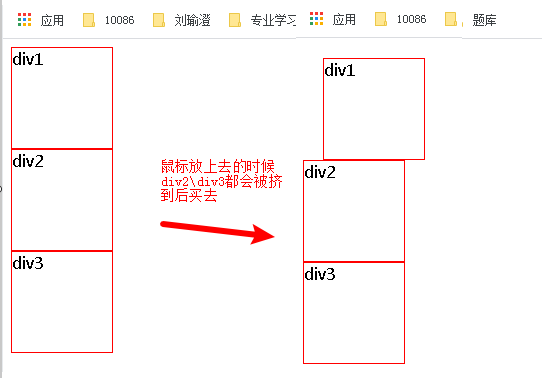 应用 10086 刘瑜澄 专业学习 应用 10086 题库
div1
div2
div3
鼠标放上去的时候
div2\div3都会被挤
到后买去
div1
div2
div3